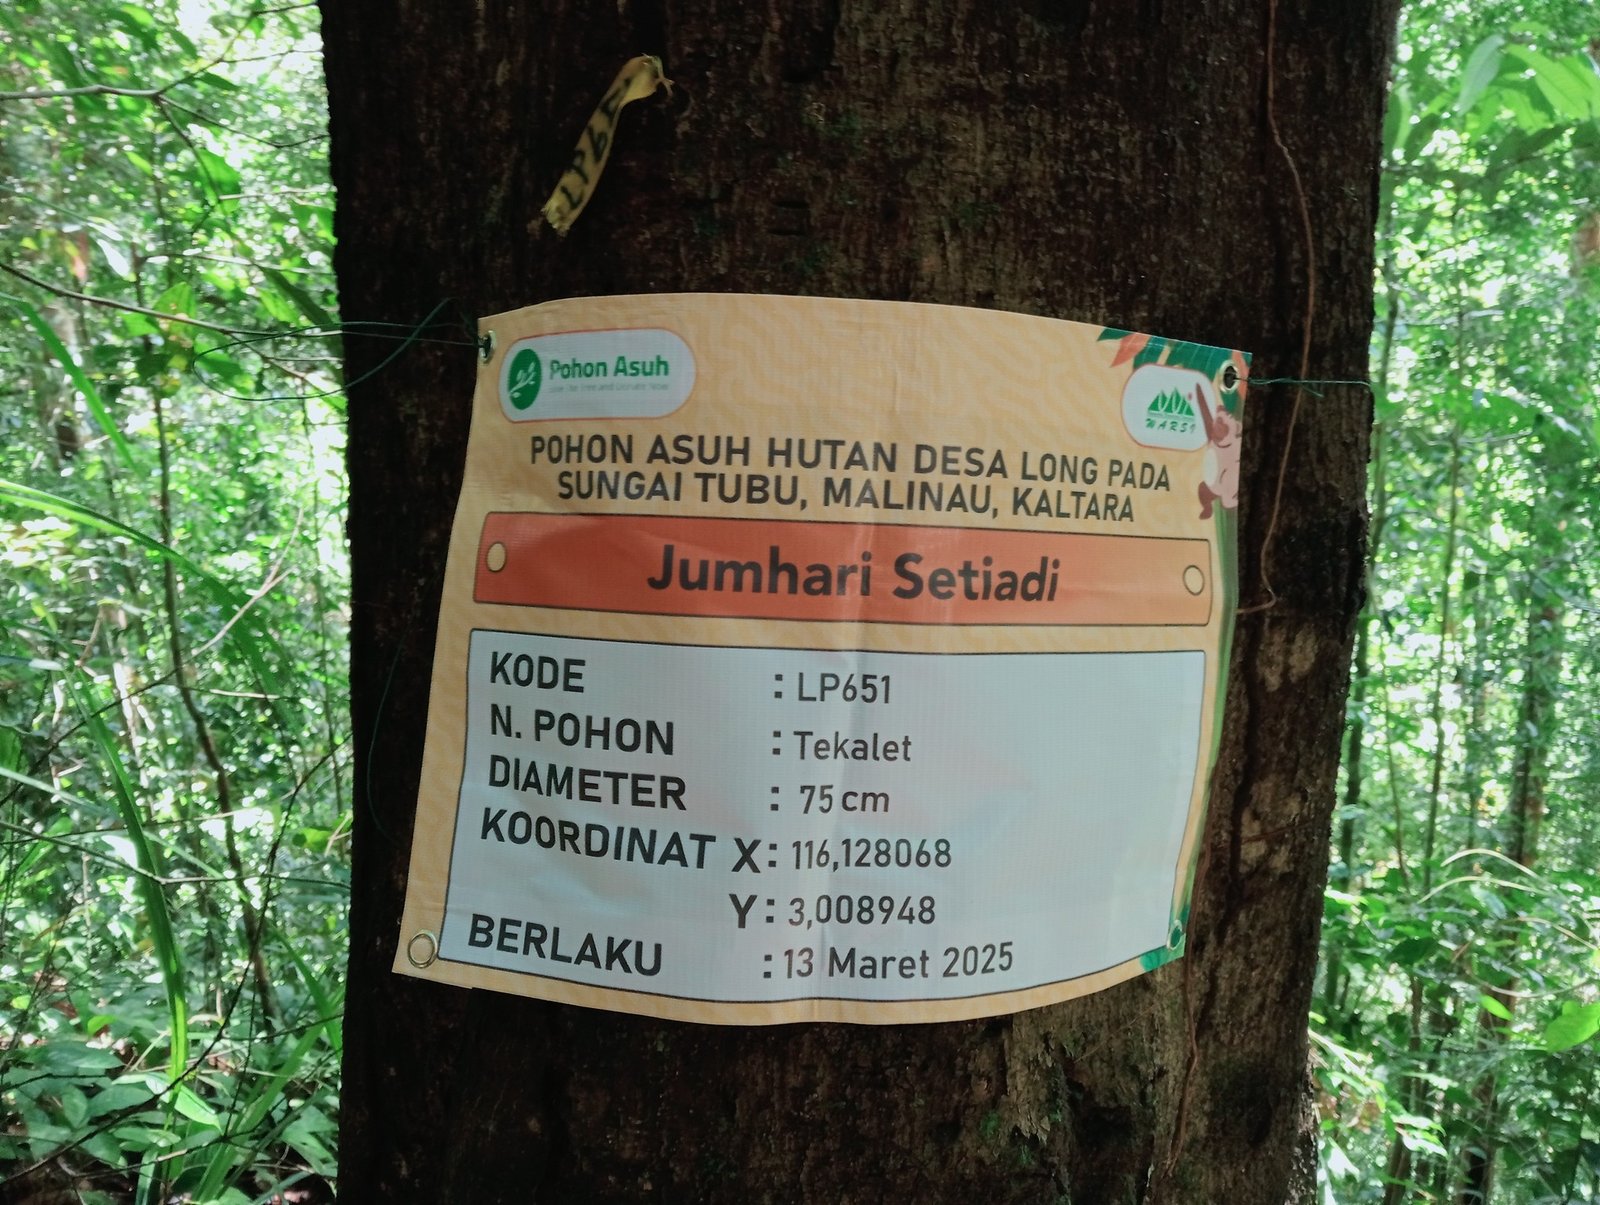 Pohon Asuh
WARSI
POHON ASUH HUTAN DESA LONG PADA
SUNGAI TUBU, MALINAU, KALTARA
Jumhari Setiadi
KODE : LP651
N. POHON : Tekalet
DIAMETER : 75 cm
KOORDINAT X : 116,128068
Y : 3,008948
BERLAKU : 13 Maret 2025